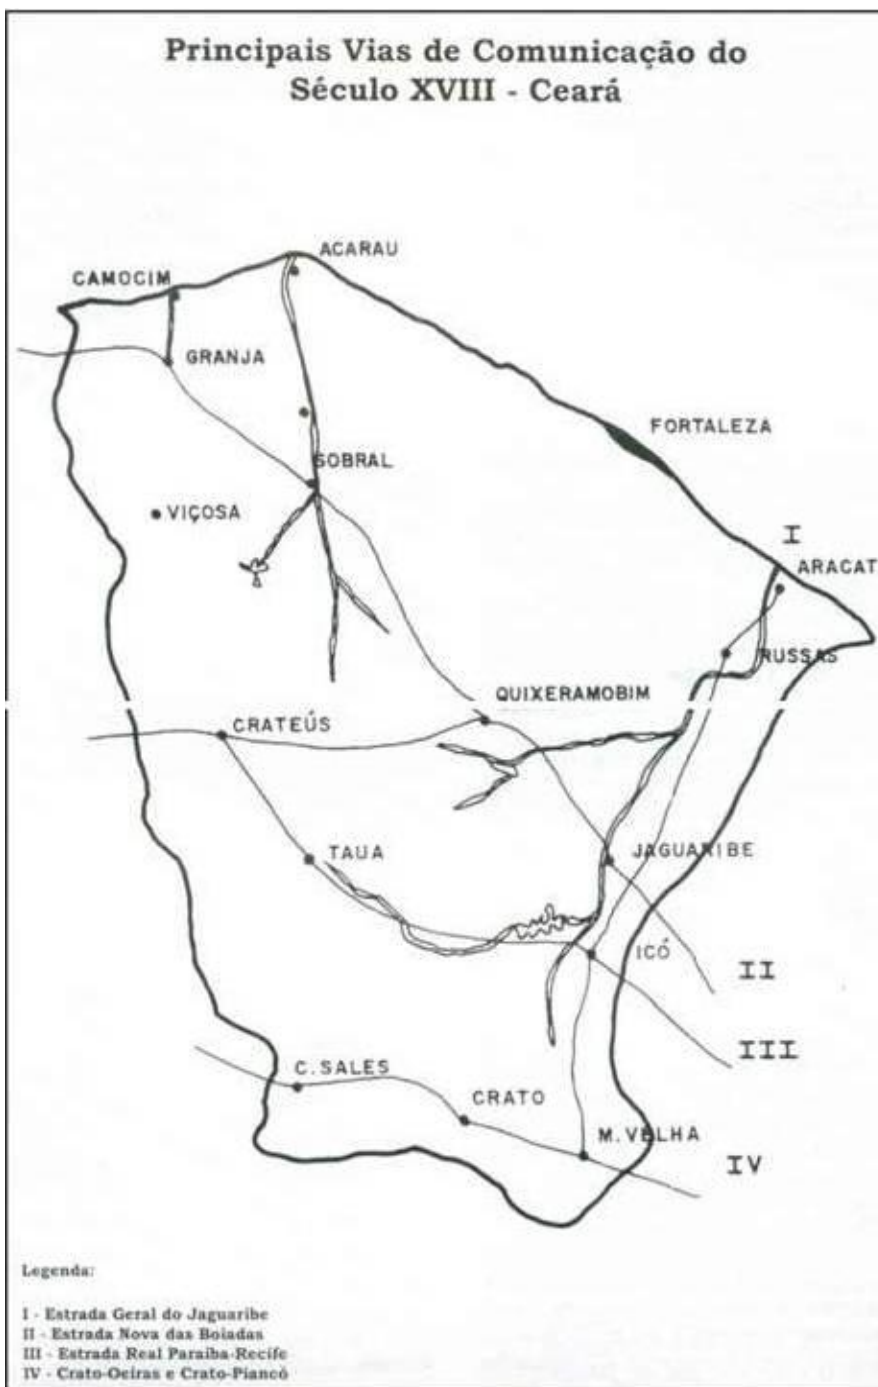 Principais Vias de Comunicação do
Século XVIII - Ceará
ACARAU
CAMOCIM
GRANJA
FORTALEZA
SOBRAL
VIÇOSA
I
ARACAT
RUSSAS
QUIXERAMOBIM
CRATEÚS
TAUA
JAGUARIBE
ICÓ
II
III
C. SALES
CRATO
M. VELHA
IV
Legenda:
I - Estrada Geral do Jaguaribe
II - Estrada Nova das Boiadas
III - Estrada Real Paraiba-Recife
IV - Crato-Oeiras e Crato-Piancò